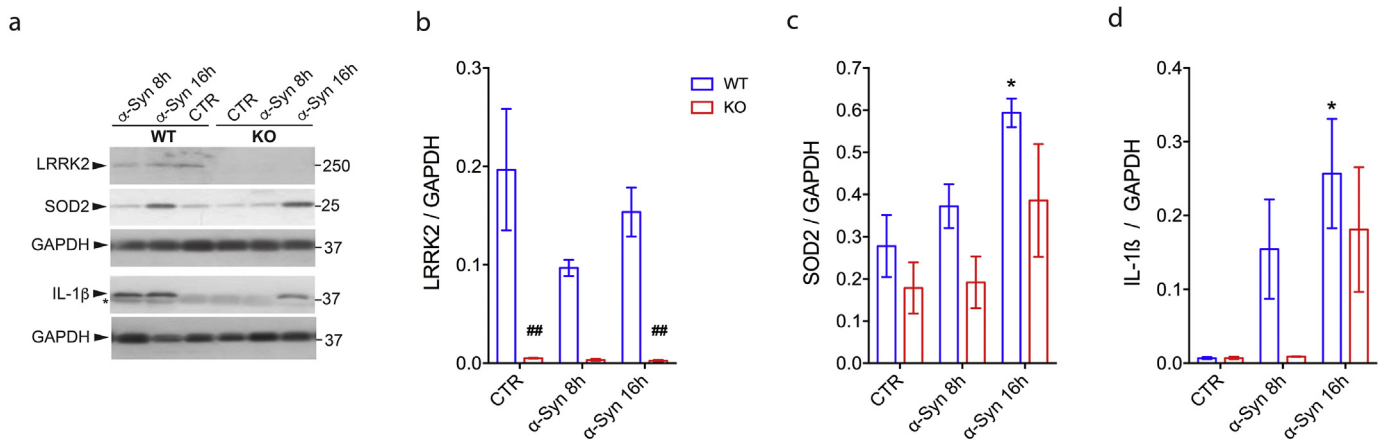 a
α-Syn 8h
α-Syn 16h
CTR
CTR
α-Syn 8h
α-Syn 16h
WT KO
LRRK2 250
SOD2 25
GAPDH 37
IL-1β 37
*
GAPDH 37
b
LRRK2 / GAPDH
0.3
0.2
0.1
0.0
##
##
CTR
α-Syn 8h
α-Syn 16h
WT
KO
c
SOD2 / GAPDH
0.7
0.6
0.5
0.4
0.3
0.2
0.1
0.0
*
CTR
α-Syn 8h
α-Syn 16h
d
IL-1ß / GAPDH
0.4
0.3
0.2
0.1
0.0
*
CTR
α-Syn 8h
α-Syn 16h